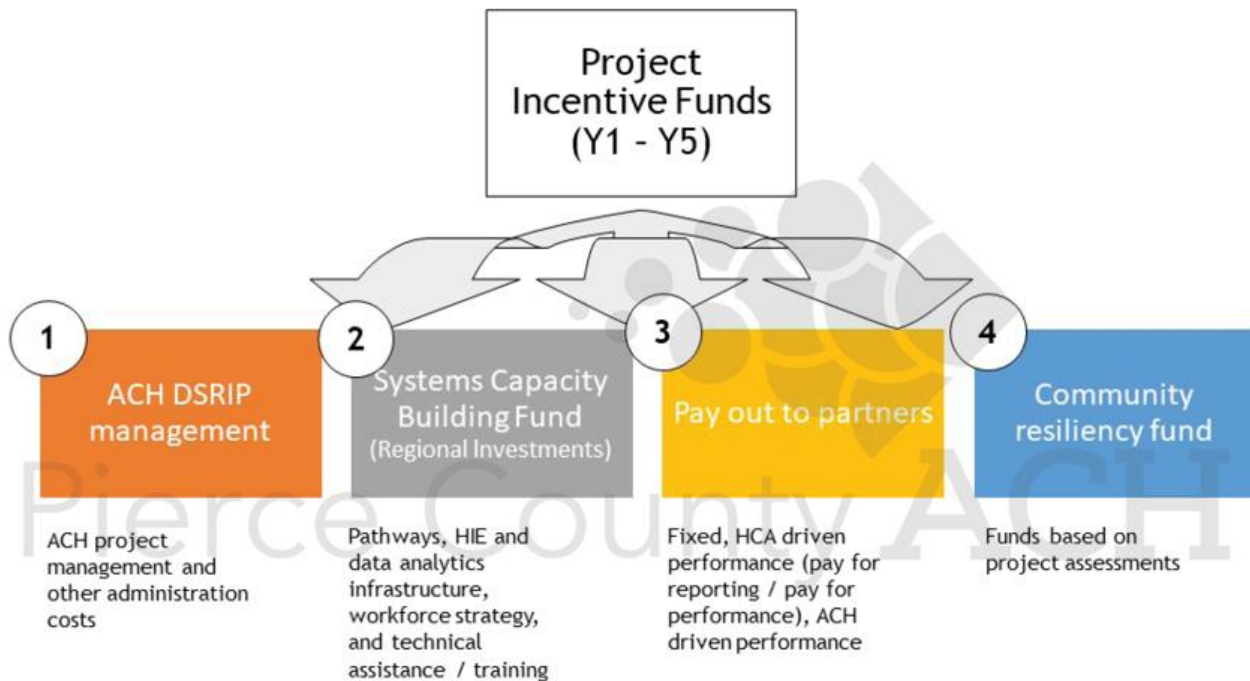 Project
Incentive Funds
(Y1 – Y5)
1
ACH DSRIP
management
2
Systems Capacity
Building Fund
(Regional Investments)
3
Pay out to partners
4
Community
resiliency fund
Pierce County ACH
ACH project
management and
other administration
costs
Pathways, HIE and
data analytics
infrastructure,
workforce strategy,
and technical
assistance / training
Fixed, HCA driven
performance (pay for
reporting / pay for
performance), ACH
driven performance
Funds based on
project assessments